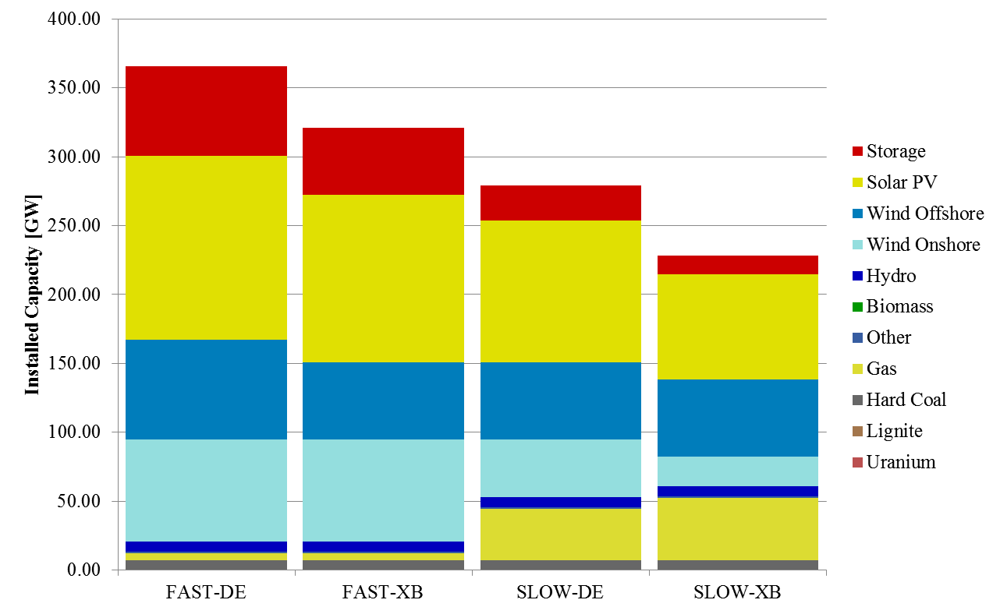 400.00
350.00
300.00
250.00
200.00
150.00
100.00
50.00
0.00
Installed Capacity [GW]
FAST-DE
FAST-XB
SLOW-DE
SLOW-XB
Storage
Solar PV
Wind Offshore
Wind Onshore
Hydro
Biomass
Other
Gas
Hard Coal
Lignite
Uranium